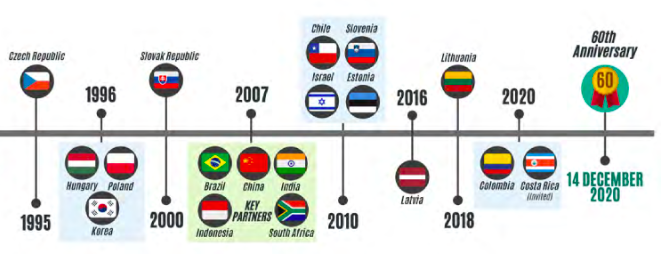 Czech Republic
1995
1996
Hungary
Poland
Korea
Slovak Republic
2000
2007
Brazil
China
India
Indonesia
KEY
PARTNERS
South Africa
Chile
Slovenia
Israel
Estonia
2010
2016
Latvia
Lithuania
2018
2020
Colombia
Costa Rica
(Invited)
60th
Anniversary
60
14 DECEMBER
2020